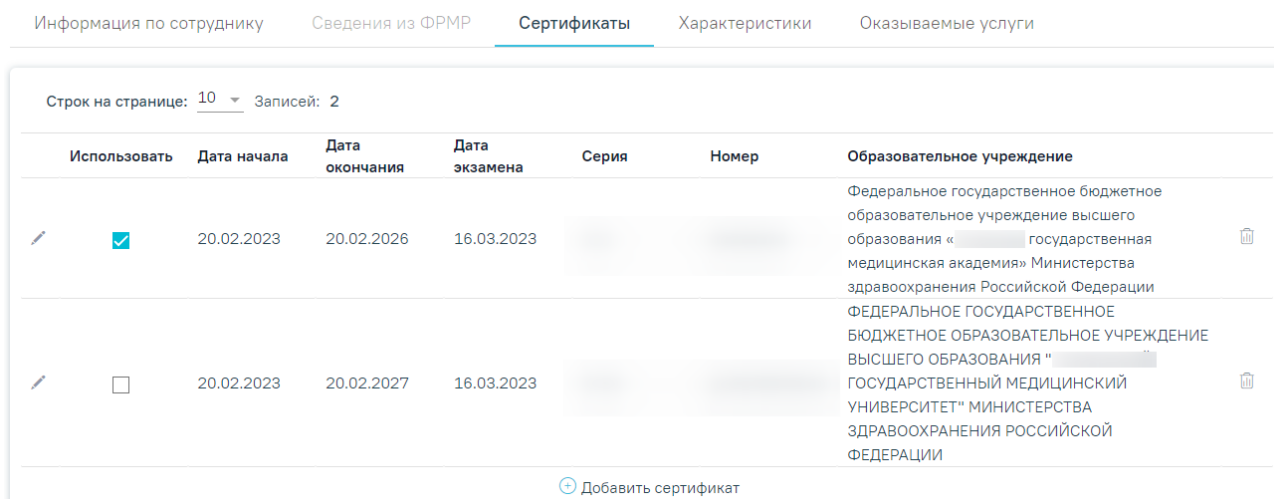 Информация по сотруднику Сведения из ФРМР Сертификаты Характеристики Оказываемые услуги
Строк на странице: 10 Записей: 2
Использовать Дата начала Дата окончания Дата экзамена Серия Номер Образовательное учреждение
20.02.2023 20.02.2026 16.03.2023
Федеральное государственное бюджетное
образовательное учреждение высшего
образования « государственная
медицинская академия» Министерства
здравоохранения Российской Федерации
20.02.2023 20.02.2027 16.03.2023
ФЕДЕРАЛЬНОЕ ГОСУДАРСТВЕННОЕ
БЮДЖЕТНОЕ ОБРАЗОВАТЕЛЬНОЕ УЧРЕЖДЕНИЕ
ВЫСШЕГО ОБРАЗОВАНИЯ "
ГОСУДАРСТВЕННЫЙ МЕДИЦИНСКИЙ
УНИВЕРСИТЕТ" МИНИСТЕРСТВА
ЗДРАВООХРАНЕНИЯ РОССИЙСКОЙ
ФЕДЕРАЦИИ
Добавить сертификат